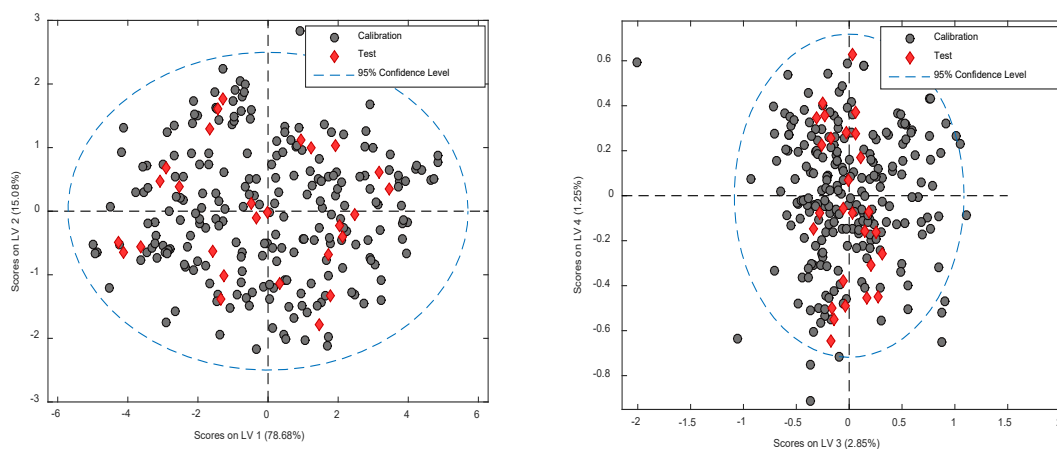 3
2
1
0
-1
-2
-3
-6
-4
-2
0
2
4
6
Scores on LV 2 (15.08%)
Scores on LV 1 (78.68%)
Calibration
Test
95% Confidence Level
0.6
0.4
0.2
0
-0.2
-0.4
-0.6
-0.8
-2
-1
-0.5
0
0.5
1
1.5
Scores on LV 4 (1.25%)
Scores on LV 3 (2.85%)
Calibration
Test
95% Confidence Level